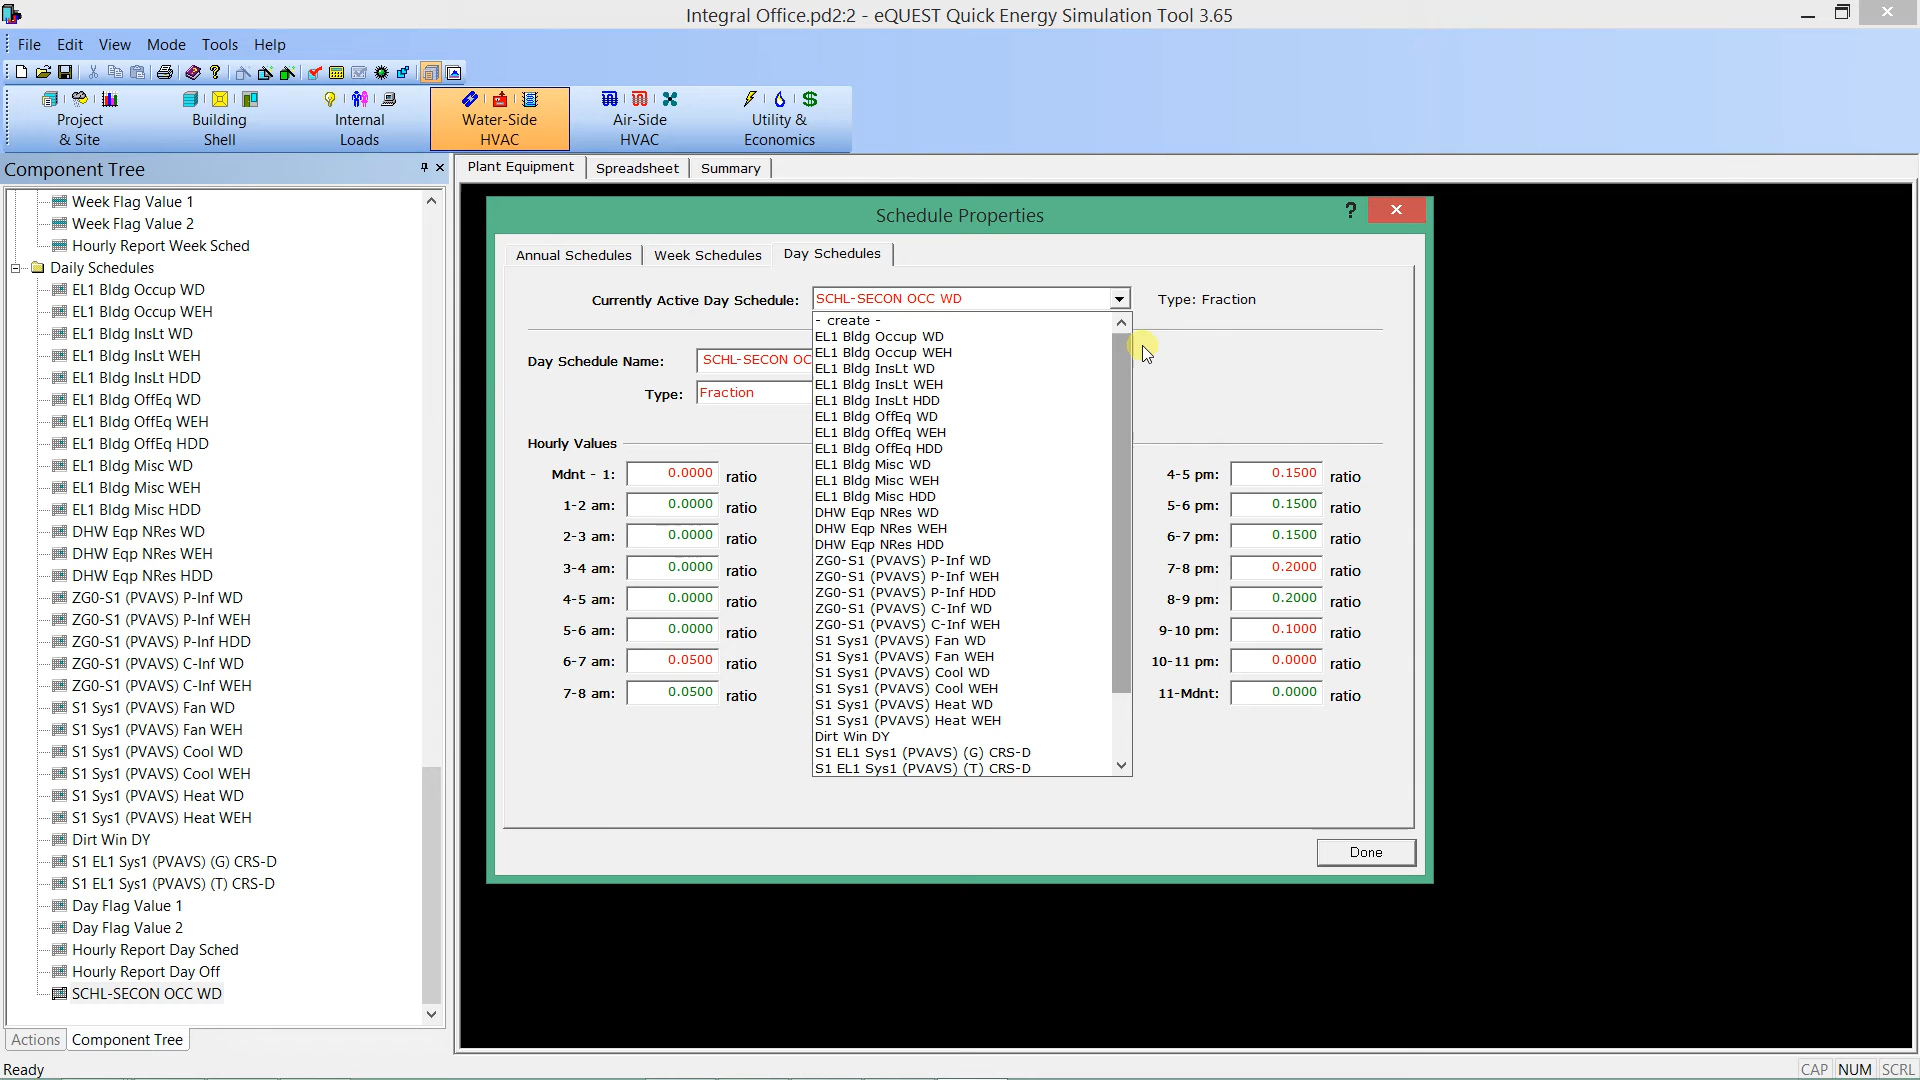 Integral Office.pd2:2 - eQUEST Quick Energy Simulation Tool 3.65
File Edit View Mode Tools Help
Project & Site
Building Shell
Internal Loads
Water-Side HVAC
Air-Side HVAC
Utility & Economics
Component Tree
Week Flag Value 1
Week Flag Value 2
Hourly Report Week Sched
Daily Schedules
EL1 Bldg Occup WD
EL1 Bldg Occup WEH
EL1 Bldg InsLt WD
EL1 Bldg InsLt WEH
EL1 Bldg InsLt HDD
EL1 Bldg OffEq WD
EL1 Bldg OffEq WEH
EL1 Bldg OffEq HDD
EL1 Bldg Misc WD
EL1 Bldg Misc WEH
EL1 Bldg Misc HDD
DHW Eqp NRes WD
DHW Eqp NRes WEH
DHW Eqp NRes HDD
ZG0-S1 (PVAVS) P-Inf WD
ZG0-S1 (PVAVS) P-Inf WEH
ZG0-S1 (PVAVS) P-Inf HDD
ZG0-S1 (PVAVS) C-Inf WD
ZG0-S1 (PVAVS) C-Inf WEH
S1 Sys1 (PVAVS) Fan WD
S1 Sys1 (PVAVS) Fan WEH
S1 Sys1 (PVAVS) Cool WD
S1 Sys1 (PVAVS) Cool WEH
S1 Sys1 (PVAVS) Heat WD
S1 Sys1 (PVAVS) Heat WEH
Dirt Win DY
S1 EL1 Sys1 (PVAVS) (G) CRS-D
S1 EL1 Sys1 (PVAVS) (T) CRS-D
Day Flag Value 1
Day Flag Value 2
Hourly Report Day Sched
Hourly Report Day Off
SCHL-SECON OCC WD
Actions Component Tree
Plant Equipment Spreadsheet Summary
Schedule Properties ?
Annual Schedules Week Schedules Day Schedules
Currently Active Day Schedule: SCHL-SECON OCC WD Type: Fraction
Day Schedule Name: SCHL-SECON OC
Type: Fraction
Hourly Values
Mdnt - 1: 0.0000 ratio
1-2 am: 0.0000 ratio
2-3 am: 0.0000 ratio
3-4 am: 0.0000 ratio
4-5 am: 0.0000 ratio
5-6 am: 0.0000 ratio
6-7 am: 0.0500 ratio
7-8 am: 0.0500 ratio
- create -
EL1 Bldg Occup WD
EL1 Bldg Occup WEH
EL1 Bldg InsLt WD
EL1 Bldg InsLt WEH
EL1 Bldg InsLt HDD
EL1 Bldg OffEq WD
EL1 Bldg OffEq WEH
EL1 Bldg OffEq HDD
EL1 Bldg Misc WD
EL1 Bldg Misc WEH
EL1 Bldg Misc HDD
DHW Eqp NRes WD
DHW Eqp NRes WEH
DHW Eqp NRes HDD
ZG0-S1 (PVAVS) P-Inf WD
ZG0-S1 (PVAVS) P-Inf WEH
ZG0-S1 (PVAVS) P-Inf HDD
ZG0-S1 (PVAVS) C-Inf WD
ZG0-S1 (PVAVS) C-Inf WEH
S1 Sys1 (PVAVS) Fan WD
S1 Sys1 (PVAVS) Fan WEH
S1 Sys1 (PVAVS) Cool WD
S1 Sys1 (PVAVS) Cool WEH
S1 Sys1 (PVAVS) Heat WD
S1 Sys1 (PVAVS) Heat WEH
Dirt Win DY
S1 EL1 Sys1 (PVAVS) (G) CRS-D
S1 EL1 Sys1 (PVAVS) (T) CRS-D
4-5 pm: 0.1500 ratio
5-6 pm: 0.1500 ratio
6-7 pm: 0.1500 ratio
7-8 pm: 0.2000 ratio
8-9 pm: 0.2000 ratio
9-10 pm: 0.1000 ratio
10-11 pm: 0.0000 ratio
11-Mdnt: 0.0000 ratio
Done
Ready CAP NUM SCRL